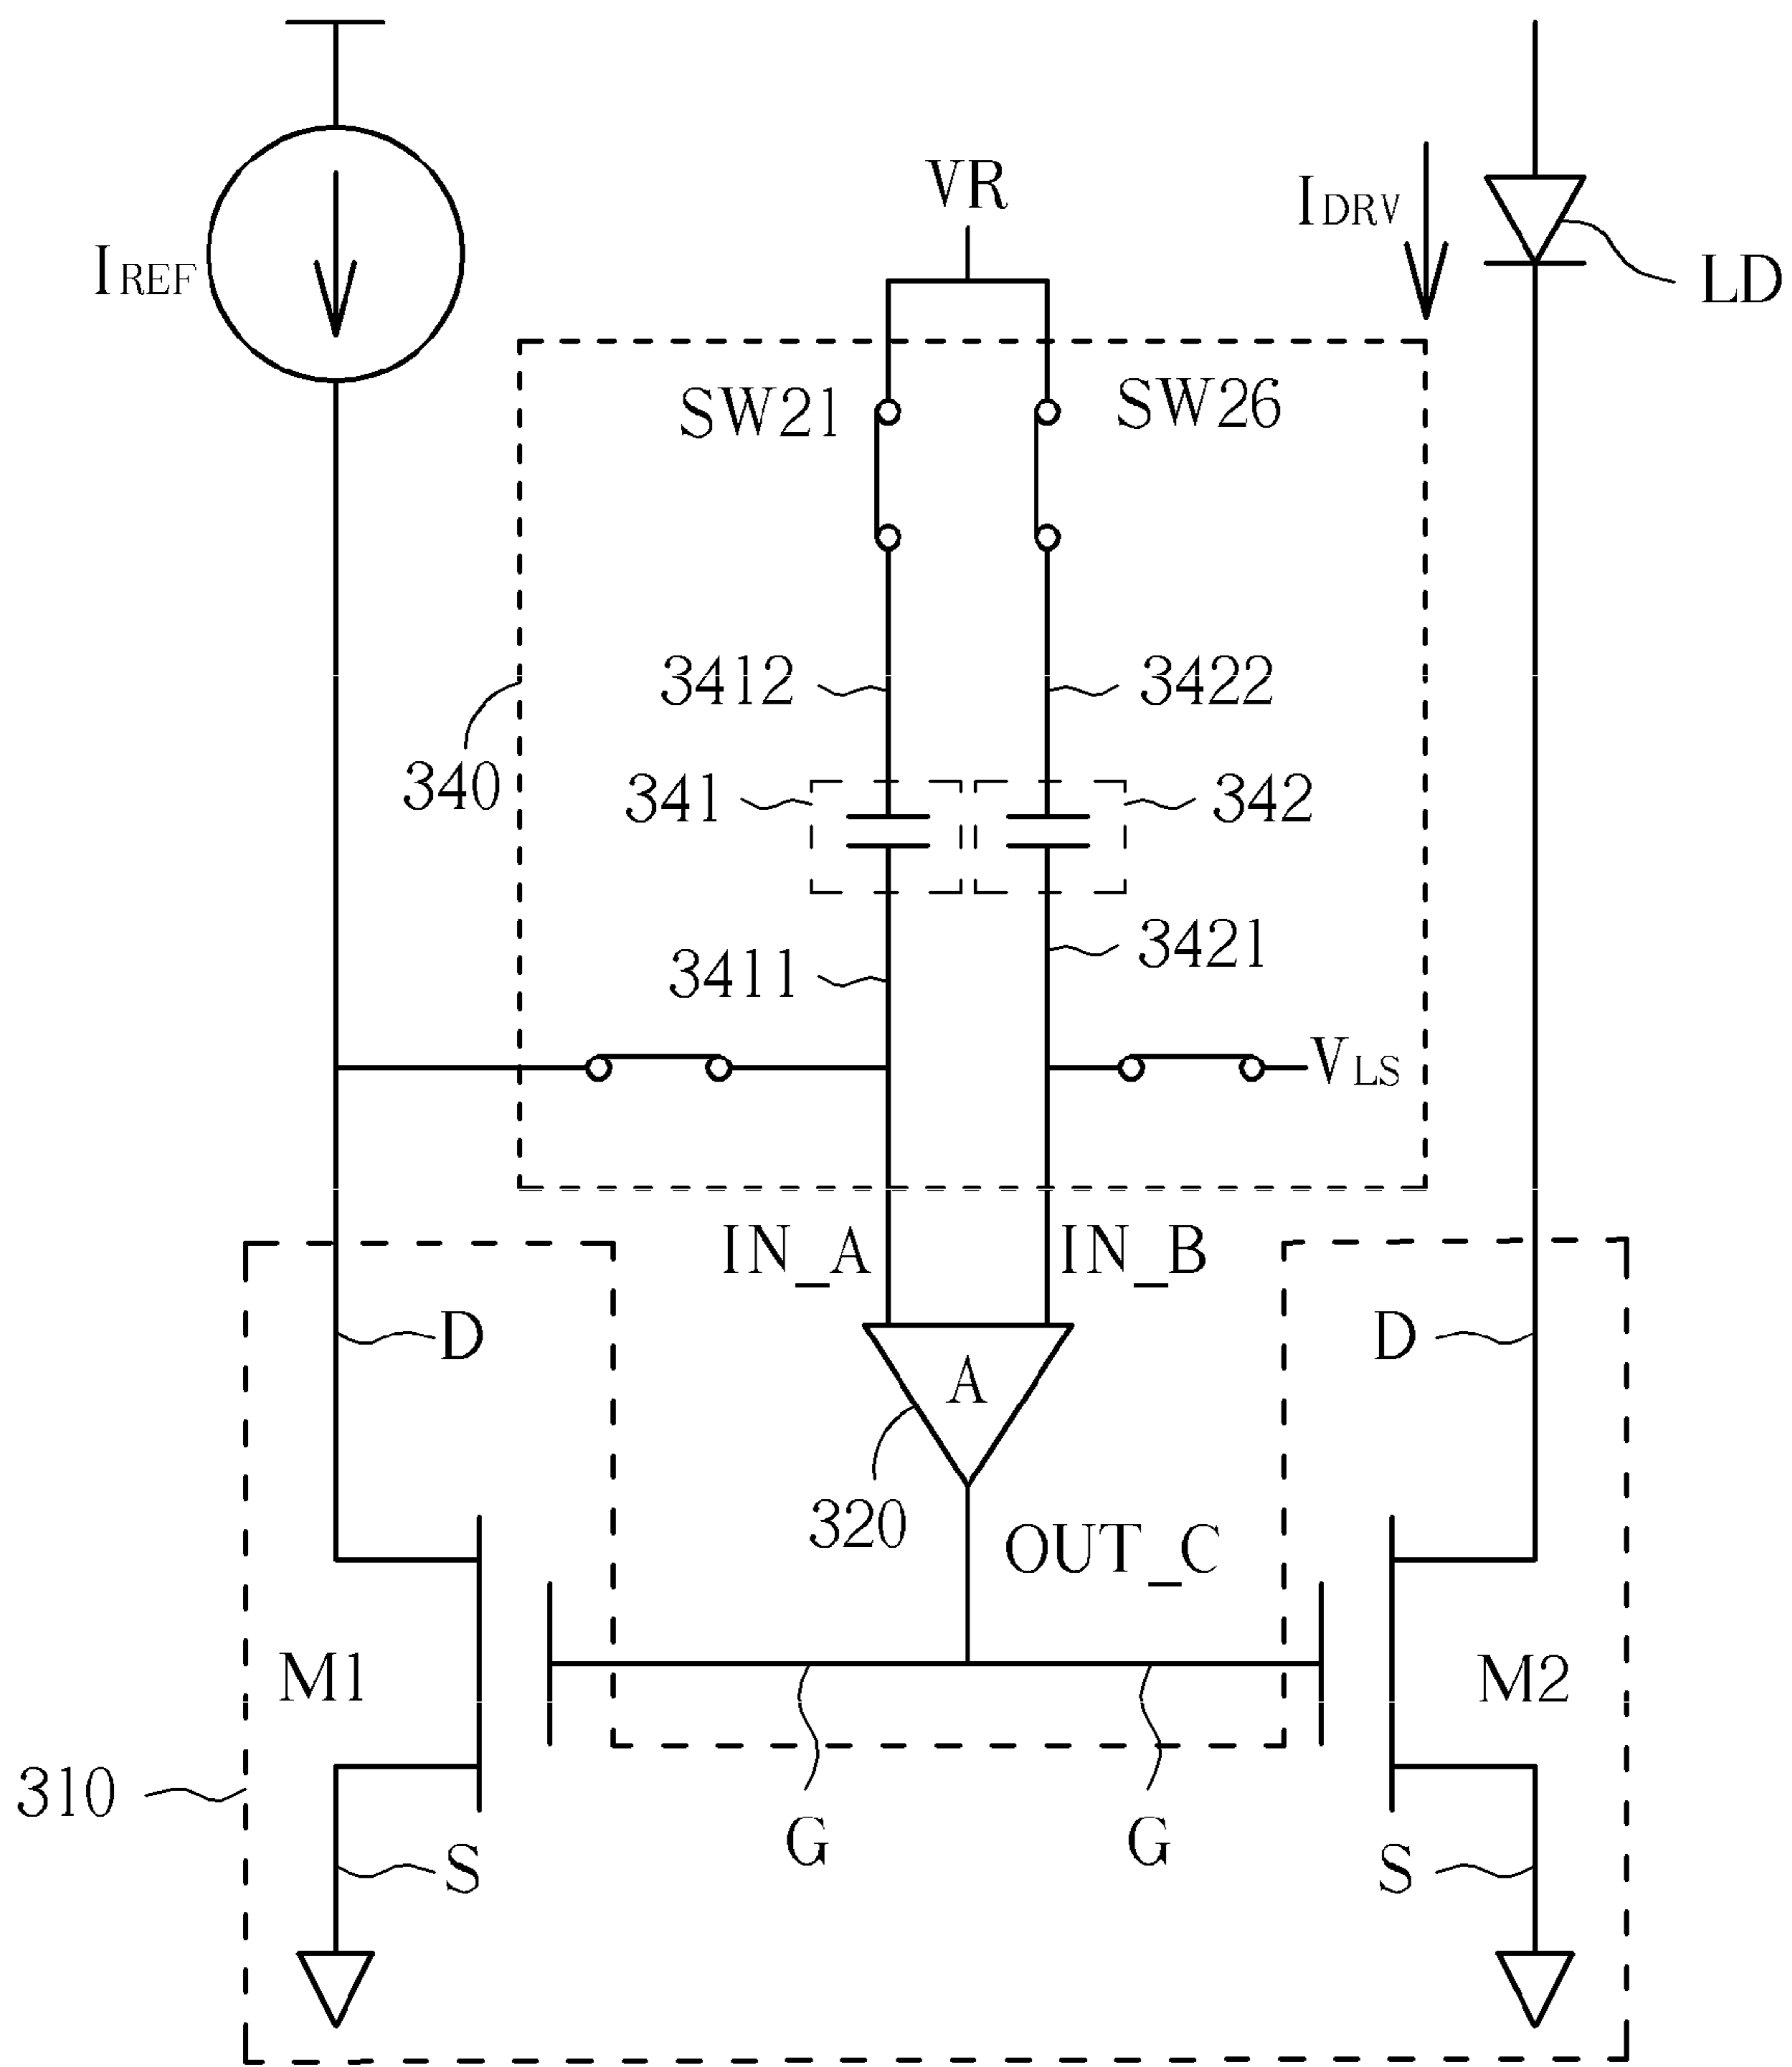 VR
IDRV
IREF
LD
SW21
SW26
3412
3422
340
341
342
3411
3421
VLS
IN_A
IN_B
D
D
A
320
OUT_C
M1
M2
310
G
G
S
S